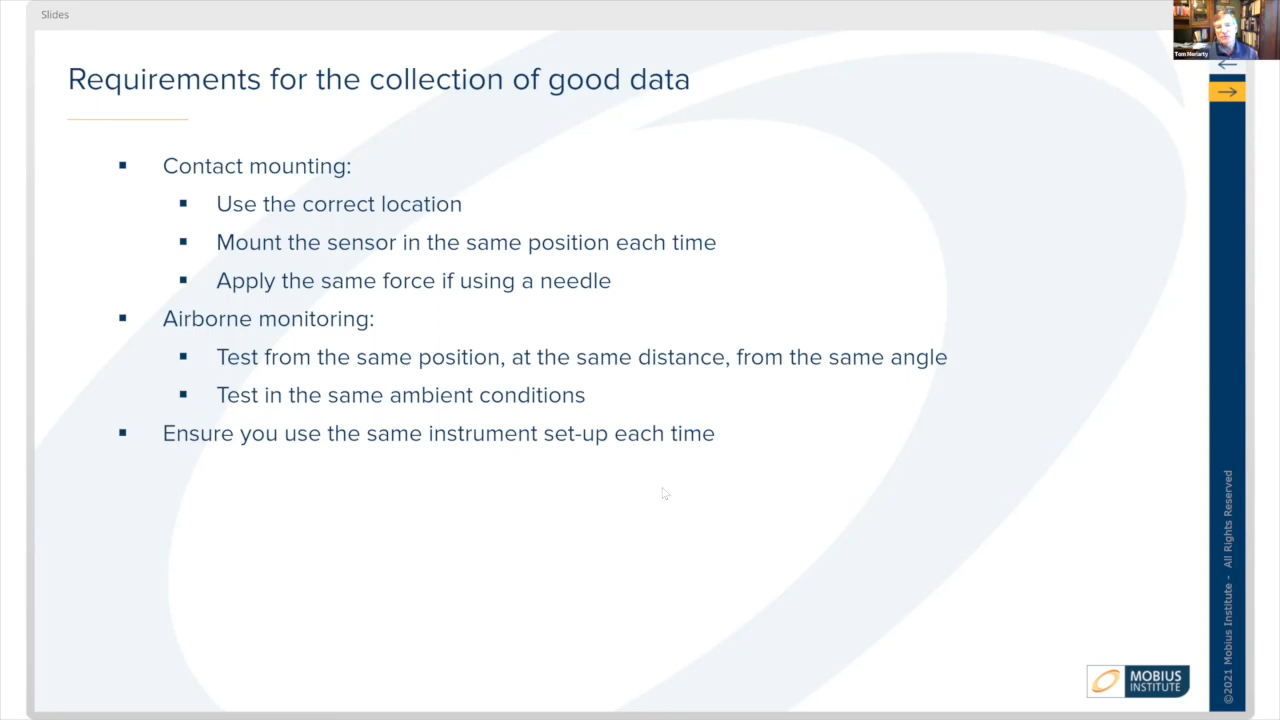 Slides
Tom Moriarty
Requirements for the collection of good data
Contact mounting:
Use the correct location
Mount the sensor in the same position each time
Apply the same force if using a needle
Airborne monitoring:
Test from the same position, at the same distance, from the same angle
Test in the same ambient conditions
Ensure you use the same instrument set-up each time
©2021 Mobius Institute - All Rights Reserved
MOBIUS
INSTITUTE